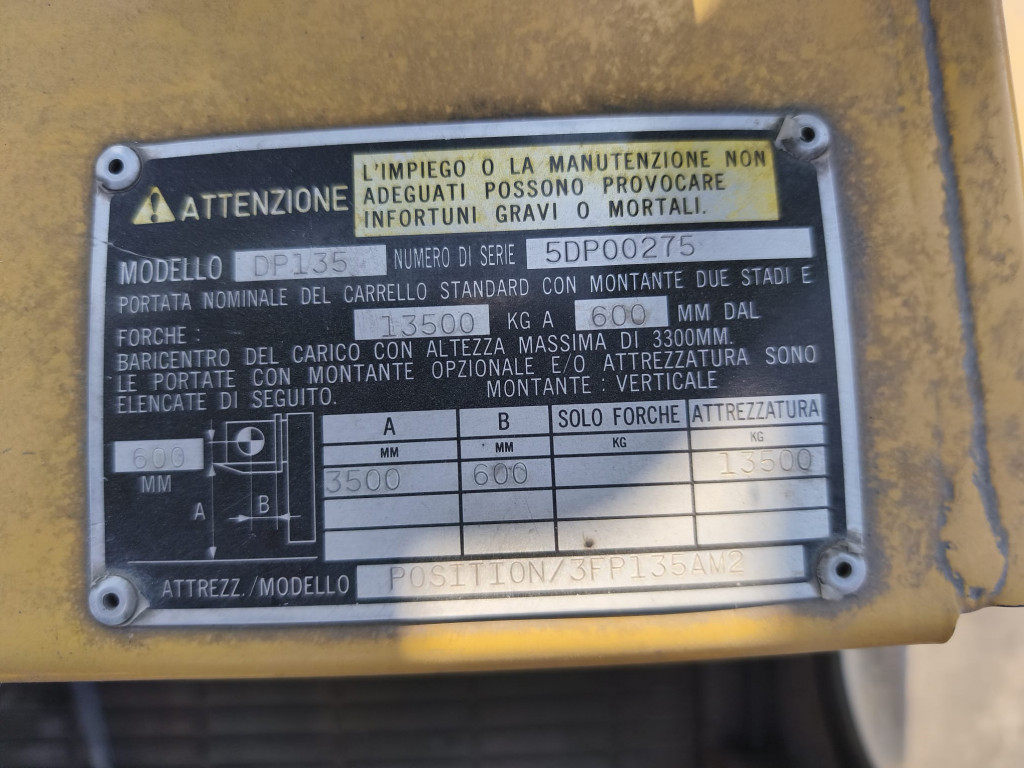 ATTENZIONE
L'IMPIEGO O LA MANUTENZIONE NON
ADEGUATI POSSONO PROVOCARE
INFORTUNI GRAVI O MORTALI.
MODELLO DP135 NUMERO DI SERIE 5DP00275
PORTATA NOMINALE DEL CARRELLO STANDARD CON MONTANTE DUE STADI E
FORCHE : 13500 KG A 600 MM DAL
BARICENTRO DEL CARICO CON ALTEZZA MASSIMA DI 3300MM.
LE PORTATE CON MONTANTE OPZIONALE E/O ATTREZZATURA SONO
ELENCATE DI SEGUITO. MONTANTE : VERTICALE
A B SOLO FORCHE ATTREZZATURA
MM MM KG KG
600 3500 600 13500
MM
A B
ATTREZZ./MODELLO POSITION/3FP135AM2